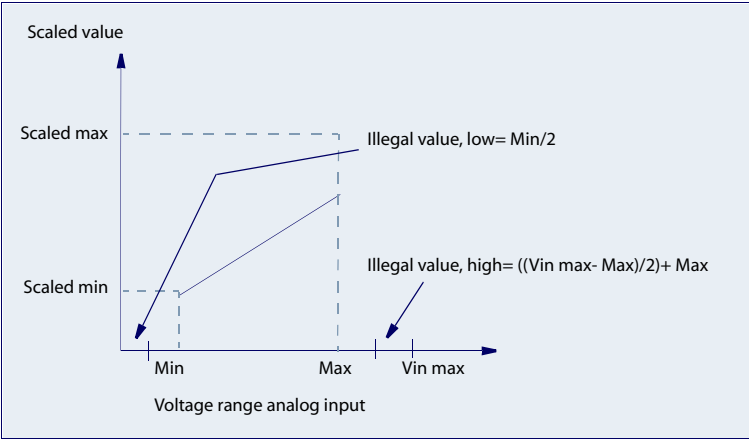 Scaled value
Scaled max
Illegal value, low= Min/2
Illegal value, high= ((Vin max- Max)/2)+ Max
Scaled min
Min
Max
Vin max
Voltage range analog input